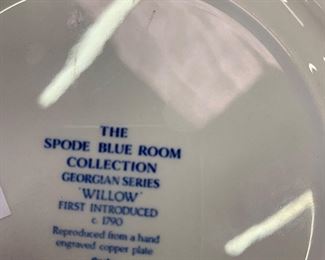 THE
SPODE BLUE ROOM
COLLECTION
GEORGIAN SERIES
'WILLOW'
FIRST INTRODUCED
c. 1790
Reproduced from a hand
engraved copper plate